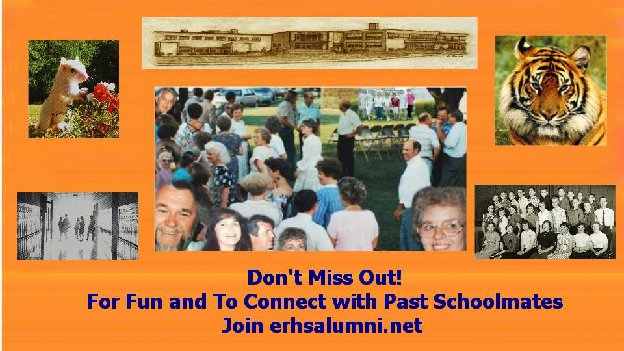 Don't Miss Out!
For Fun and To Connect with Past Schoolmates
Join erhsalumni.net